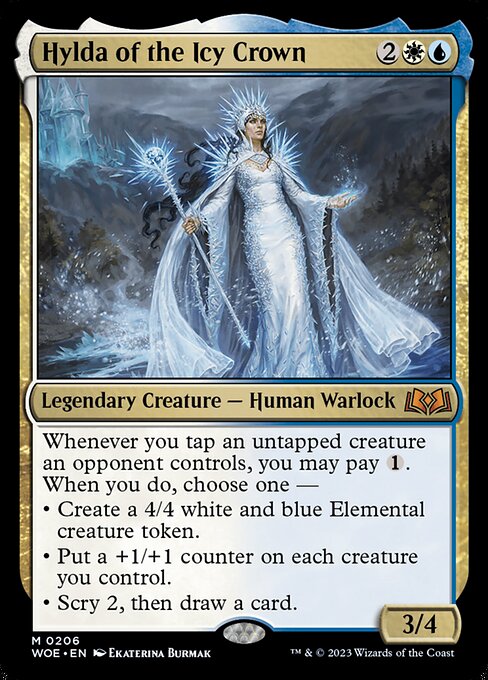 Hylda of the Icy Crown 2
Legendary Creature — Human Warlock
Whenever you tap an untapped creature
an opponent controls, you may pay 1.
When you do, choose one —
• Create a 4/4 white and blue Elemental
creature token.
• Put a +1/+1 counter on each creature
you control.
• Scry 2, then draw a card.
3/4
M 0206
WOE • EN Ekaterina Burmak
™ & © 2023 Wizards of the Coast